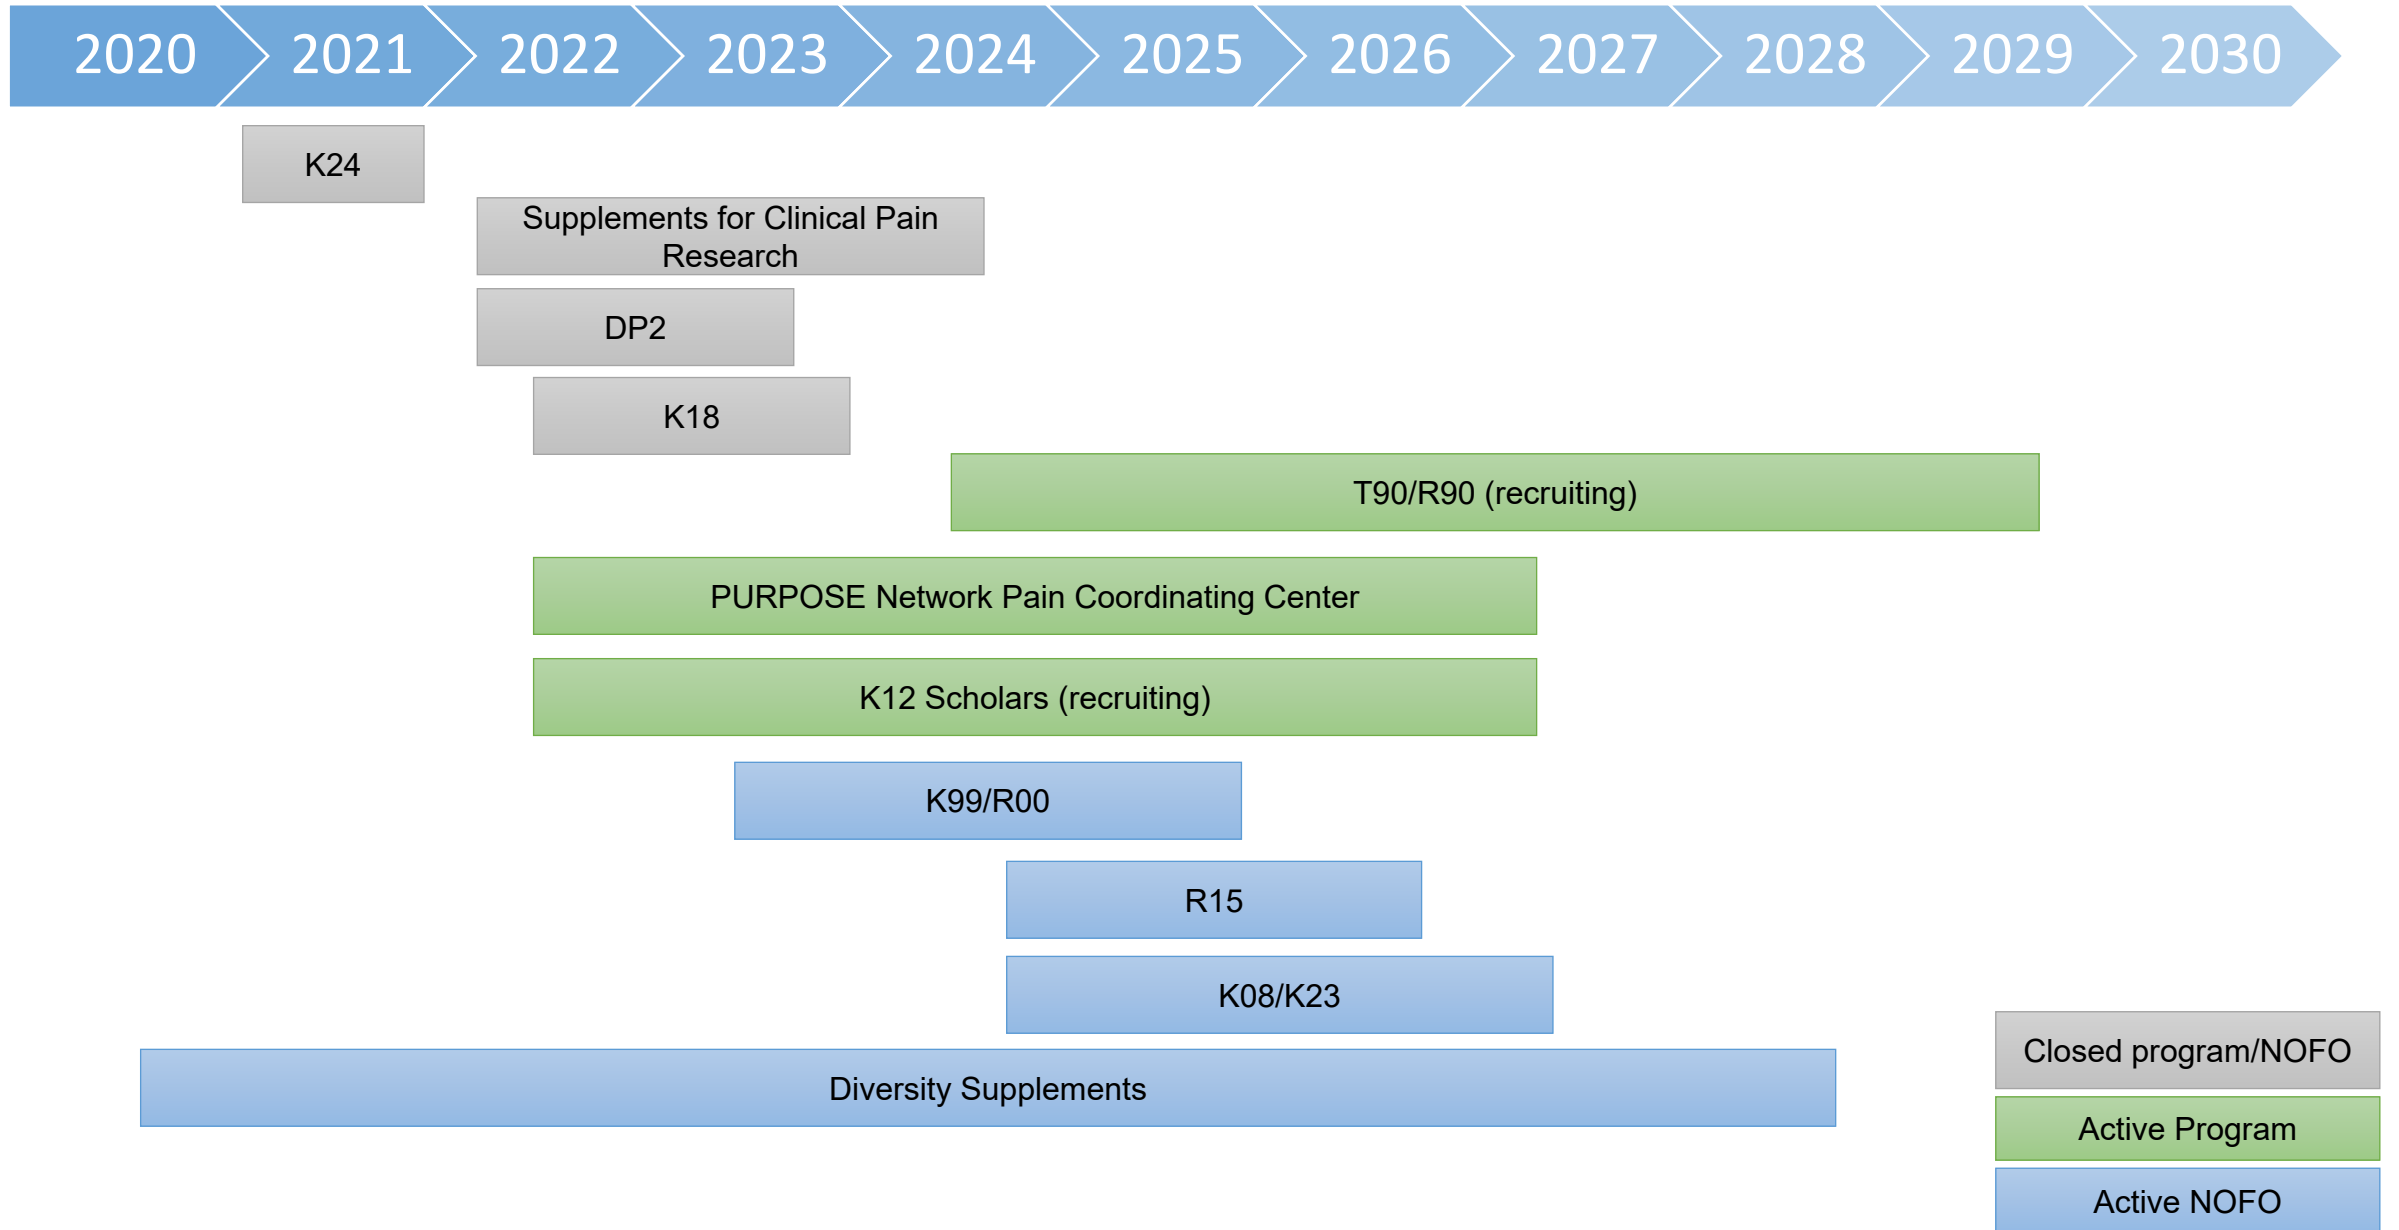 2020 2021 2022 2023 2024 2025 2026 2027 2028 2029 2030
K24
Supplements for Clinical Pain
Research
DP2
K18
T90/R90 (recruiting)
PURPOSE Network Pain Coordinating Center
K12 Scholars (recruiting)
K99/R00
R15
K08/K23
Diversity Supplements
Closed program/NOFO
Active Program
Active NOFO